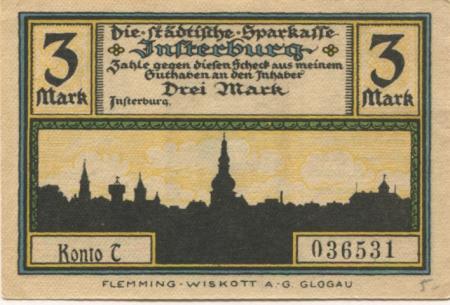 3 Mark
Die städtische Sparkasse
Insterburg
Zahle gegen diesen Scheck aus meinem
Guthaben an den Inhaber
Drei Mark
Insterburg.
3 Mark
Konto C
036531
FLEMMING-WISKOTT A-G. GLOGAU
5.-